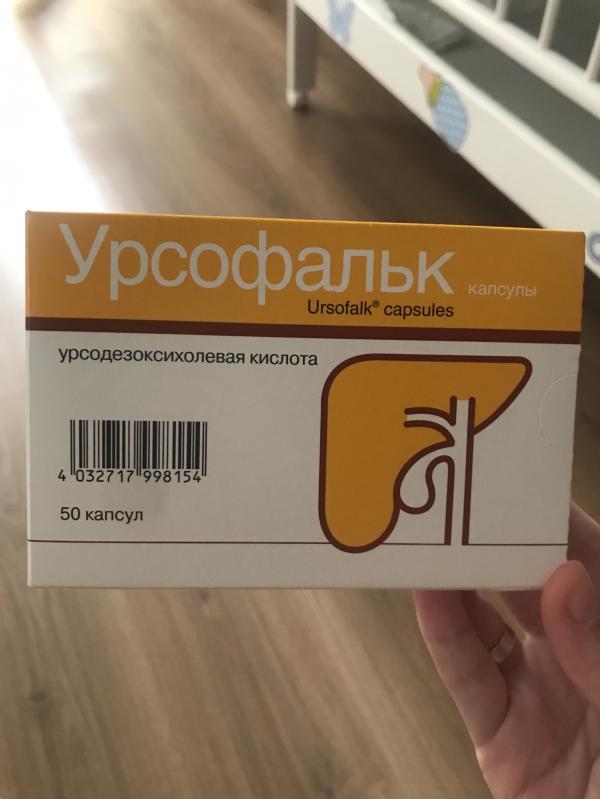 Урсофальк капсулы
Ursofalk® capsules
урсодезоксихолевая кислота
4 032717 998154
50 капсул